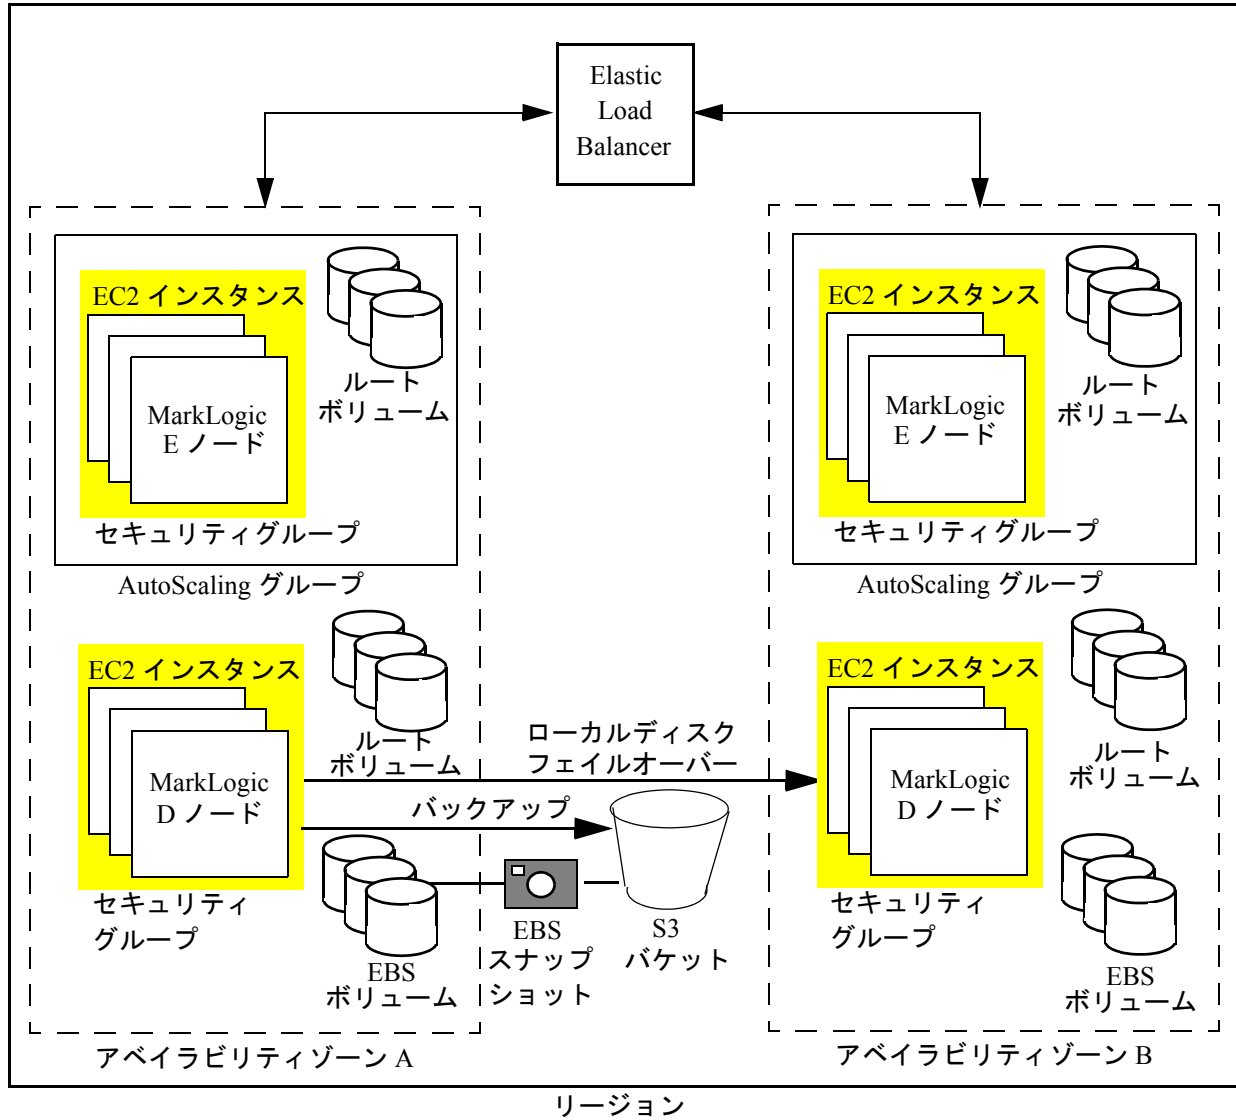 Elastic
Load
Balancer
EC2 インスタンス
MarkLogic
E ノード
ルート
ボリューム
セキュリティグループ
AutoScaling グループ
EC2 インスタンス
MarkLogic
E ノード
ルート
ボリューム
セキュリティグループ
AutoScaling グループ
EC2 インスタンス
MarkLogic
D ノード
ルート
ボリューム
セキュリティ
グループ
EBS
ボリューム
ローカルディスク
フェイルオーバー
バックアップ
EBS
スナップ
ショット
S3
バケット
EC2 インスタンス
MarkLogic
D ノード
ルート
ボリューム
セキュリティ
グループ
EBS
ボリューム
アベイラビリティゾーン A
アベイラビリティゾーン B
リージョン